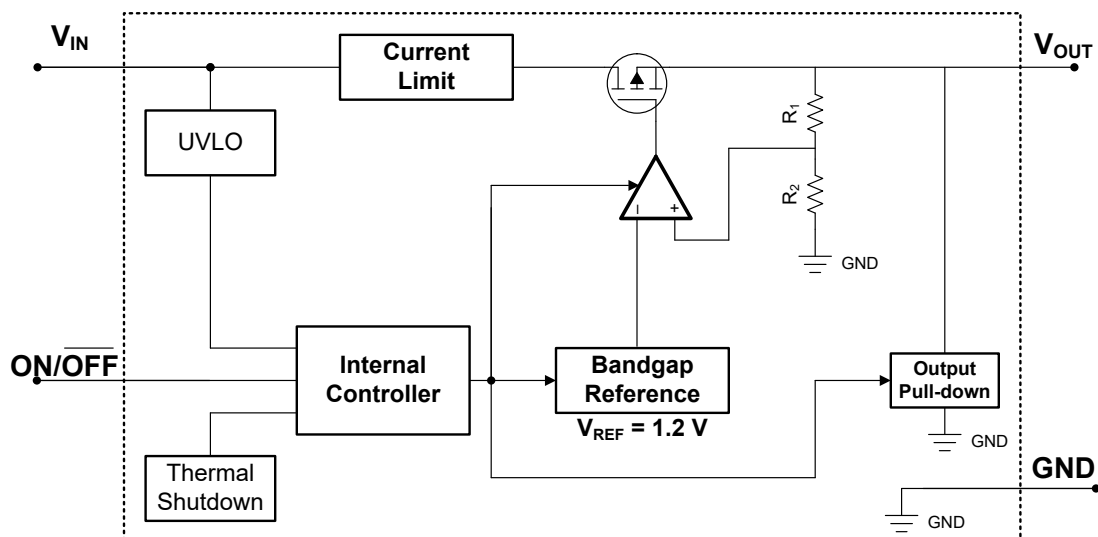 V_IN
Current
Limit
V_OUT
UVLO
R₁
R₂
−
+
GND
ON/O̅F̅F̅
Internal
Controller
Bandgap
Reference
V_REF = 1.2 V
Output
Pull-down
GND
Thermal
Shutdown
GND
GND